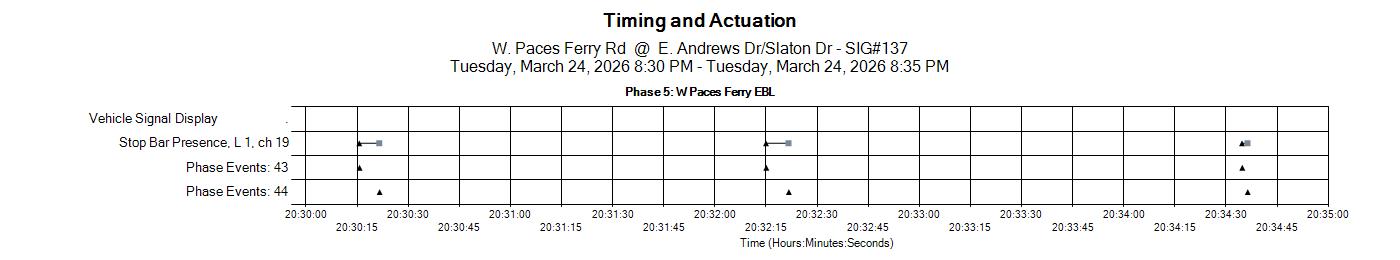 Timing and Actuation
W. Paces Ferry Rd @ E. Andrews Dr/Slaton Dr - SIG#137
Tuesday, March 24, 2026 8:30 PM - Tuesday, March 24, 2026 8:35 PM
Phase 5: W Paces Ferry EBL
Vehicle Signal Display .
Stop Bar Presence, L 1, ch 19
Phase Events: 43
Phase Events: 44
20:30:00 20:30:30 20:31:00 20:31:30 20:32:00 20:32:30 20:33:00 20:33:30 20:34:00 20:34:30 20:35:00
20:30:15 20:30:45 20:31:15 20:31:45 20:32:15 20:32:45 20:33:15 20:33:45 20:34:15 20:34:45
Time (Hours:Minutes:Seconds)